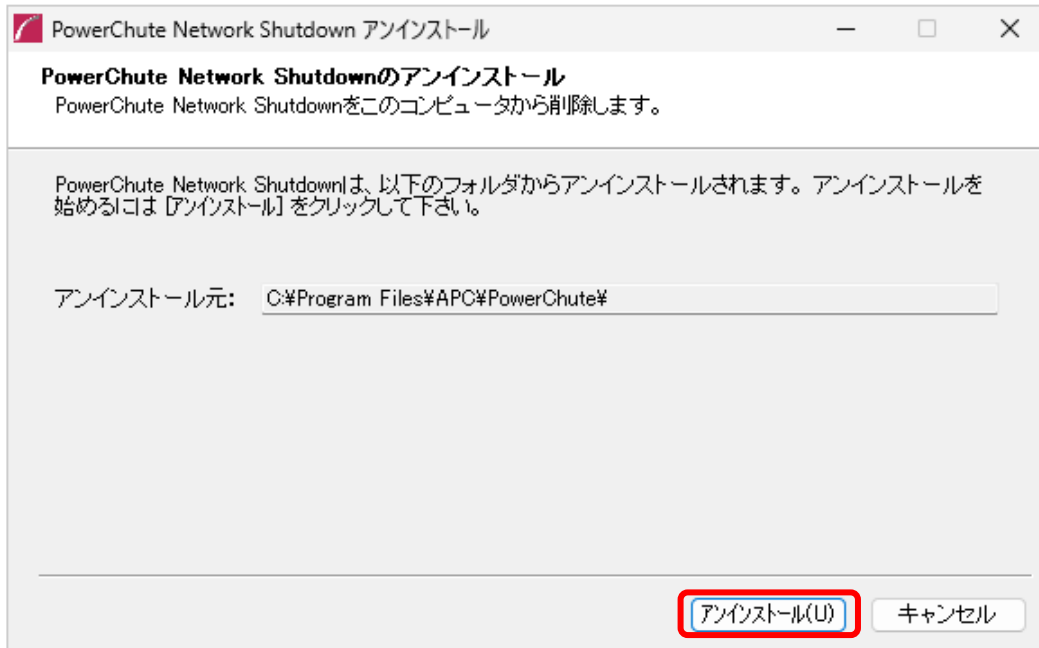 PowerChute Network Shutdown アンインストール
PowerChute Network Shutdownのアンインストール
PowerChute Network Shutdownをこのコンピュータから削除します。
PowerChute Network Shutdownは、以下のフォルダからアンインストールされます。アンインストールを
始めるには [アンインストール] をクリックして下さい。
アンインストール元: C:¥Program Files¥APC¥PowerChute¥
アンインストール(U) キャンセル